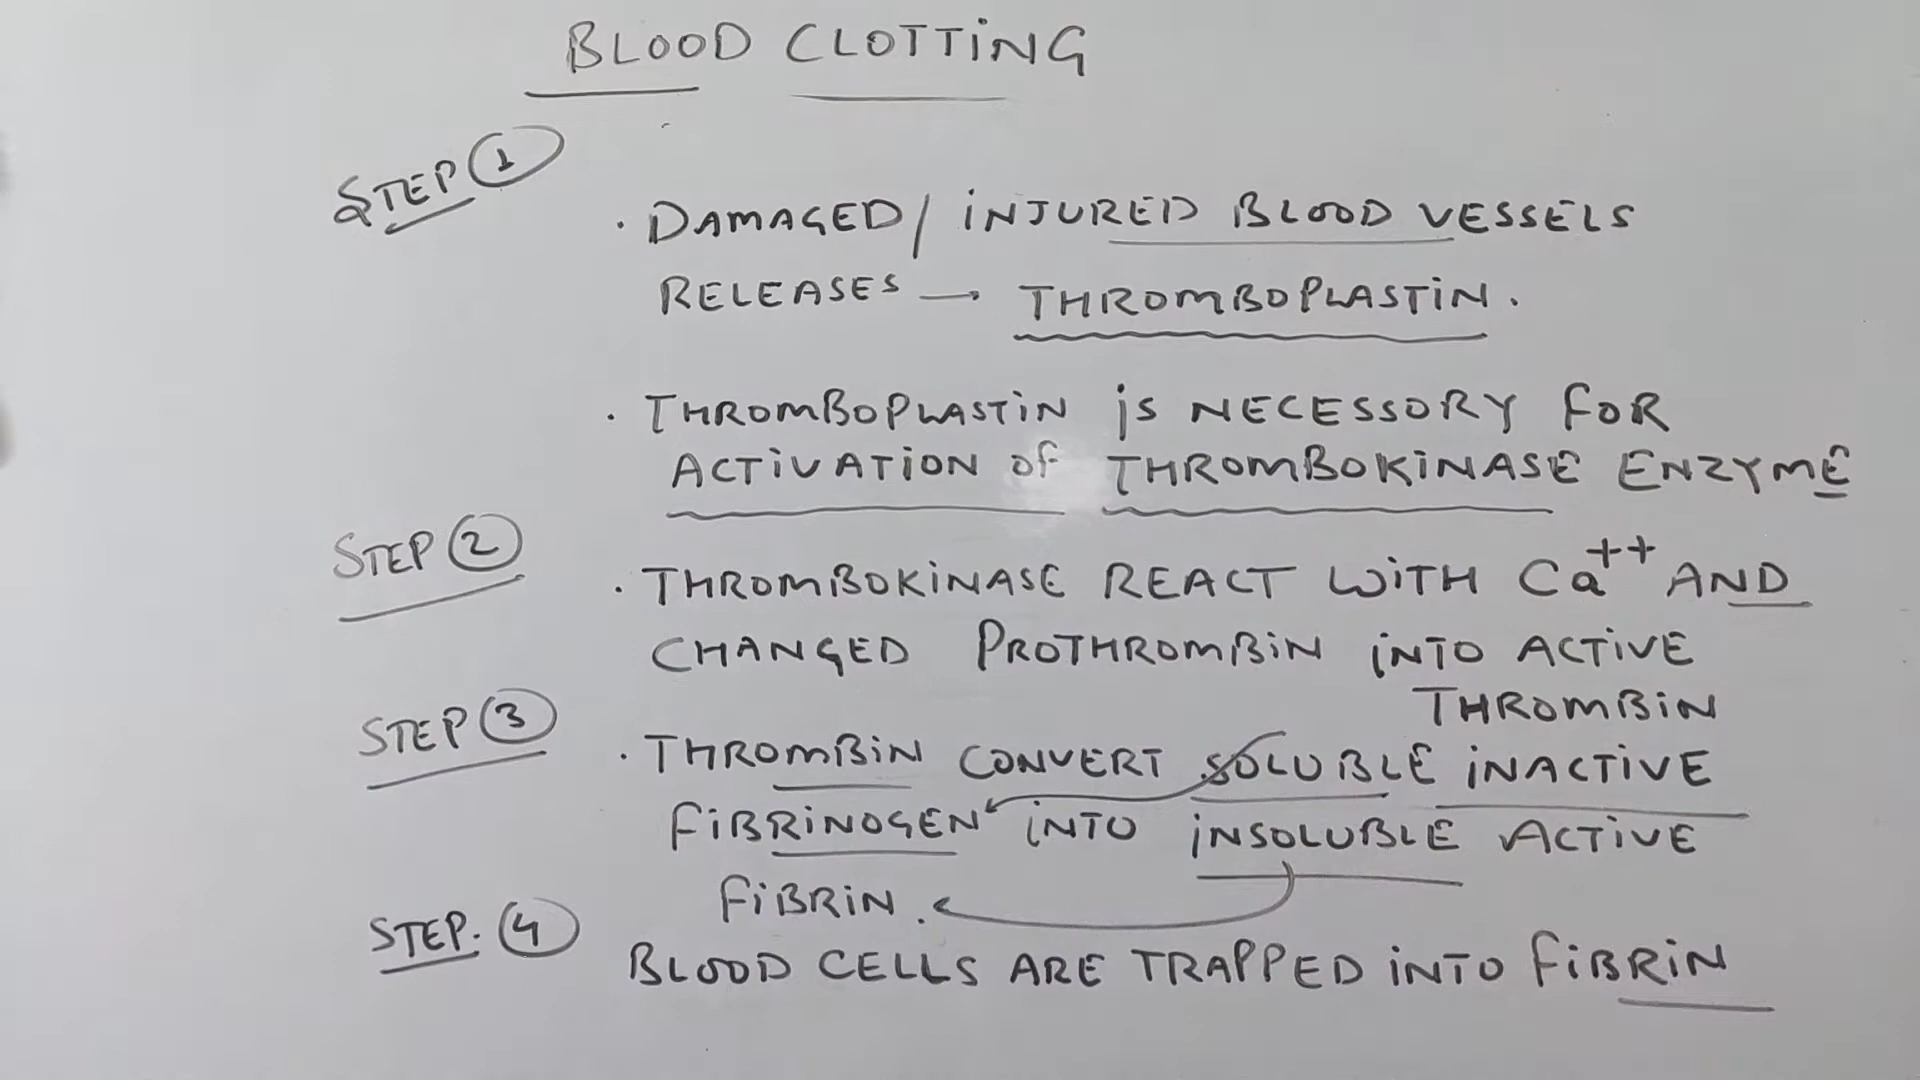 BLOOD CLOTTING
STEP 1
. DAMAGED / INJURED BLOOD VESSELS
RELEASES → THROMBOPLASTIN.
. THROMBOPLASTIN IS NECESSORY FOR
ACTIVATION OF THROMBOKINASE ENZYME
STEP 2
. THROMBOKINASE REACT WITH Ca++ AND
CHANGED PROTHROMBIN INTO ACTIVE
THROMBIN
STEP 3
. THROMBIN CONVERT SOLUBLE INACTIVE
FIBRINOGEN INTO INSOLUBLE ACTIVE
FIBRIN.
STEP. 4
BLOOD CELLS ARE TRAPPED INTO FIBRIN